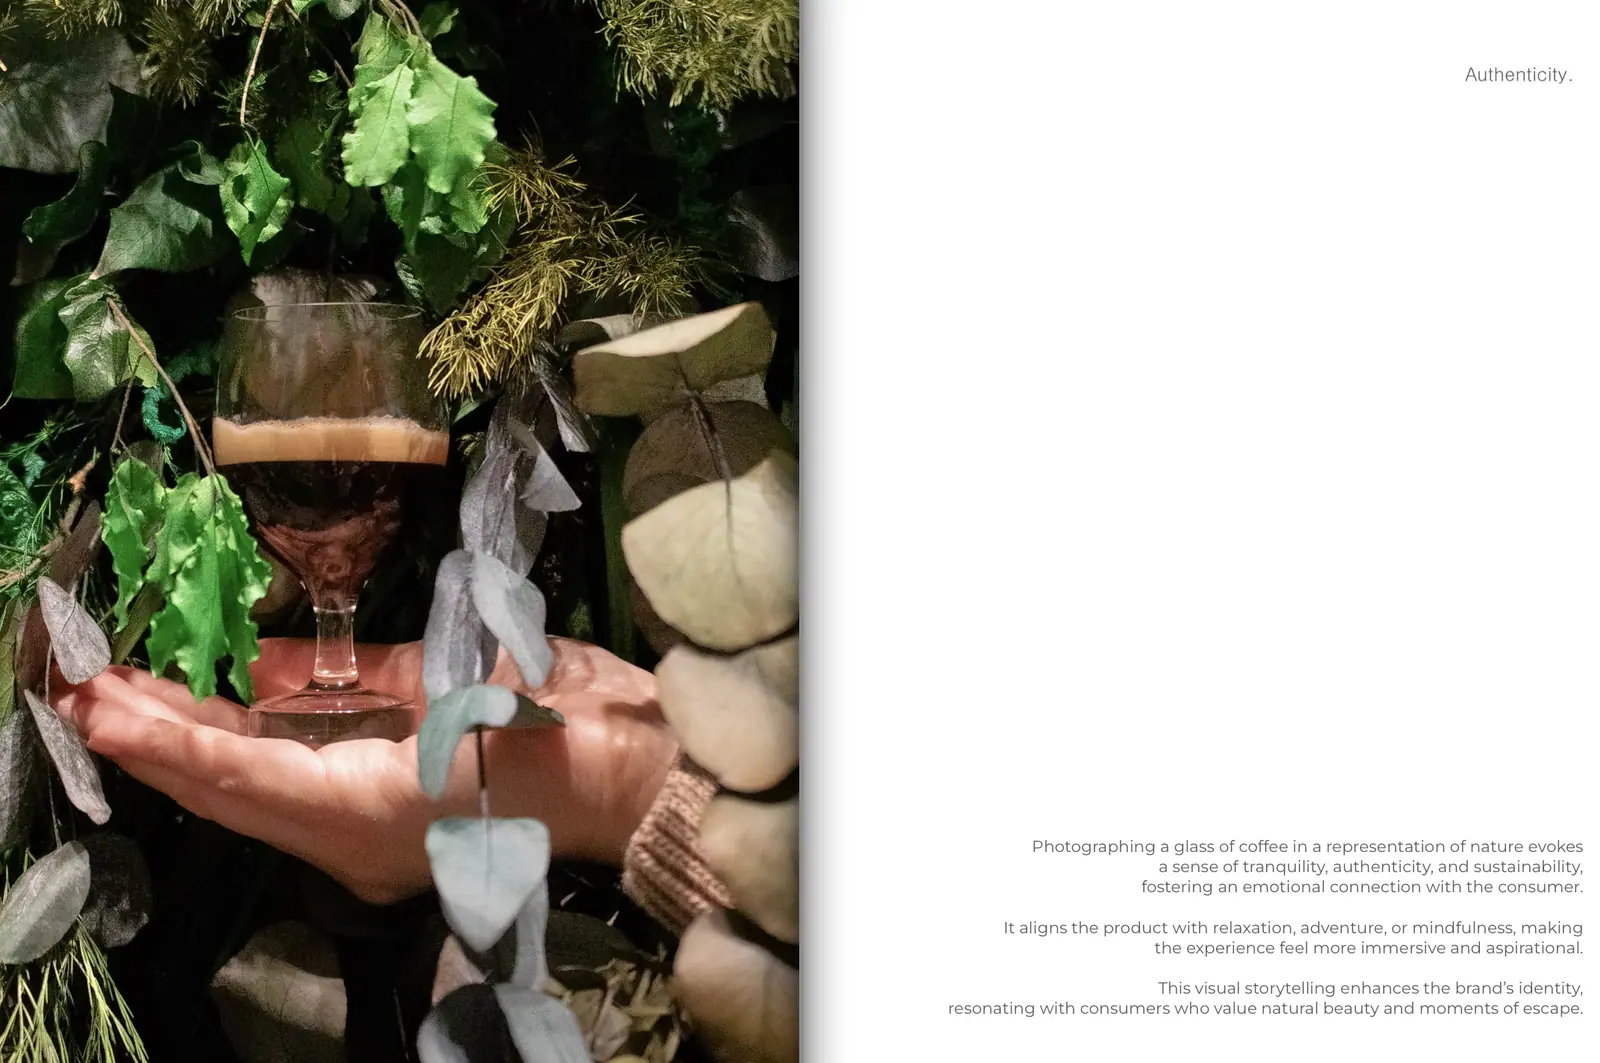 Authenticity.
Photographing a glass of coffee in a representation of nature evokes
a sense of tranquility, authenticity, and sustainability,
fostering an emotional connection with the consumer.
It aligns the product with relaxation, adventure, or mindfulness, making
the experience feel more immersive and aspirational.
This visual storytelling enhances the brand’s identity,
resonating with consumers who value natural beauty and moments of escape.